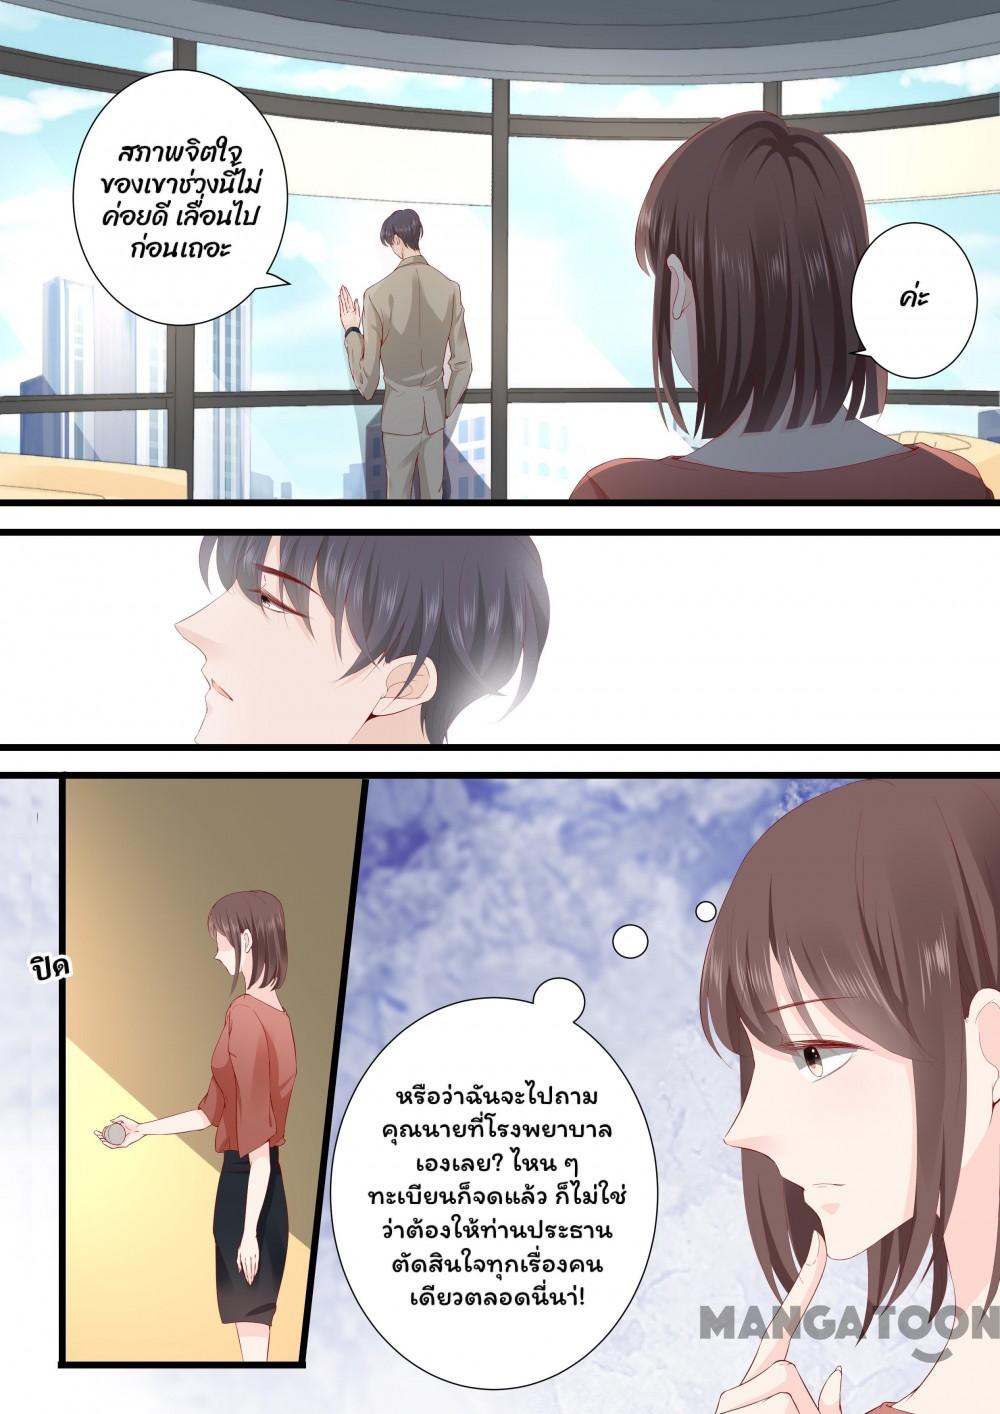 สภาพจิตใจ
ของเขาช่วงนี้ไม่
ค่อยดี เลื่อนไป
ก่อนเถอะ
ค่ะ
ปิด
หรือว่าฉันจะไปถาม
คุณนายที่โรงพยาบาล
เองเลย? ไหน ๆ
ทะเบียนก็จดแล้ว ก็ไม่ใช่
ว่าต้องให้ท่านประธาน
ตัดสินใจทุกเรื่องคน
เดียวตลอดนี่นา!
MANGATOON